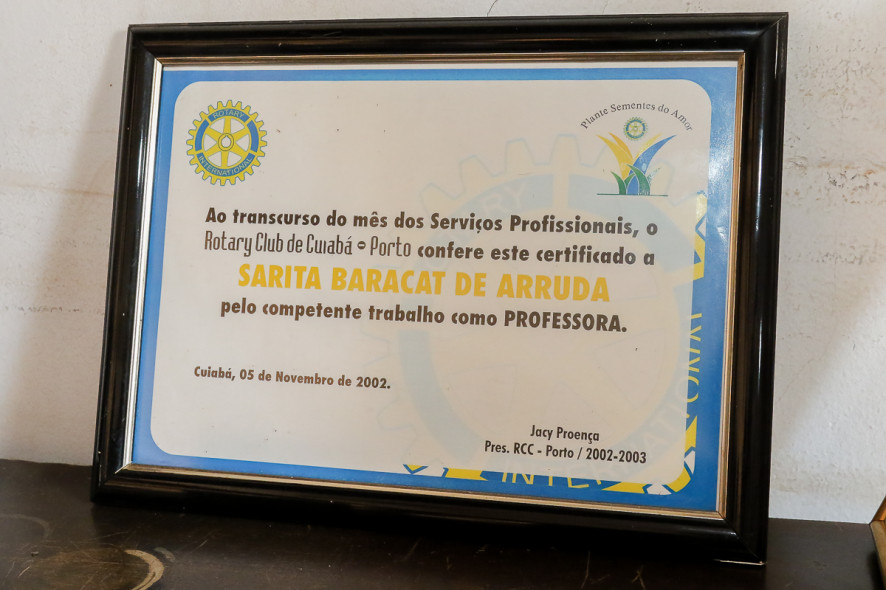 ROTARY
INTERNATIONAL
Plante Sementes do Amor
Ao transcurso do mês dos Serviços Profissionais, o
Rotary Club de Cuiabá - Porto confere este certificado a
SARITA BARACAT DE ARRUDA
pelo competente trabalho como PROFESSORA.
Cuiabá, 05 de Novembro de 2002.
Jacy Proença
Pres. RCC - Porto / 2002-2003